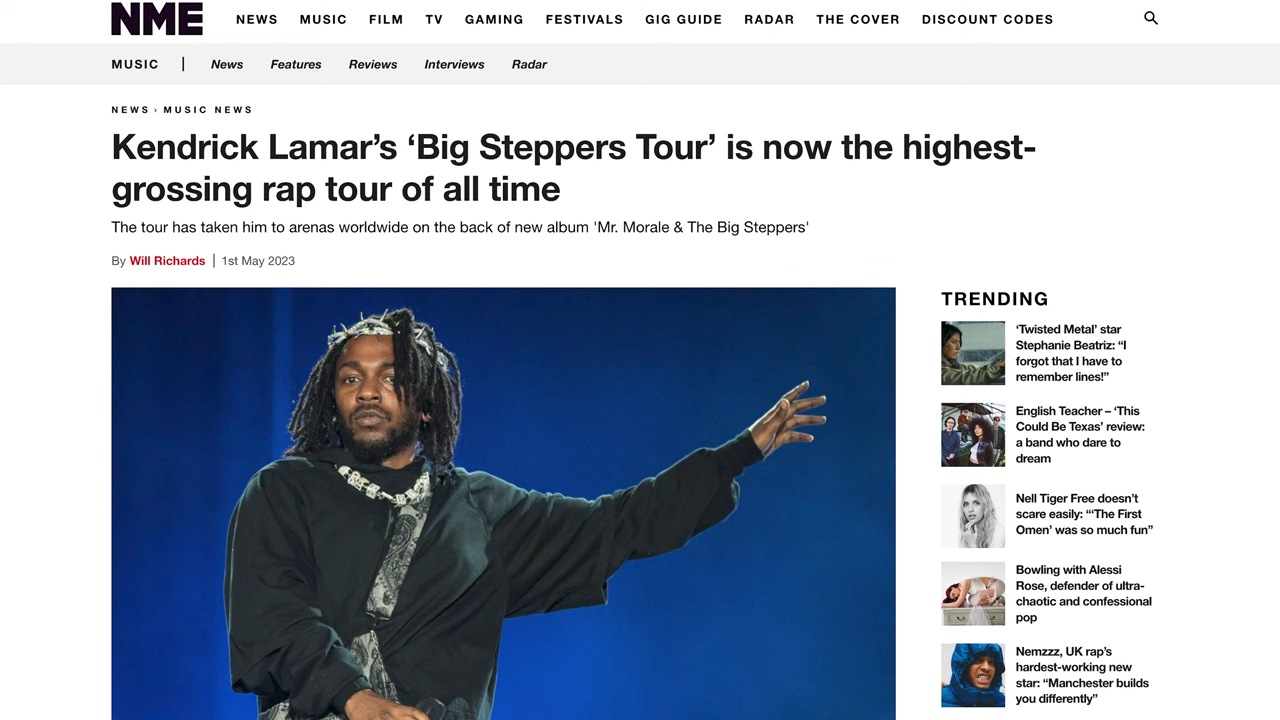 NME
NEWS MUSIC FILM TV GAMING FESTIVALS GIG GUIDE RADAR THE COVER DISCOUNT CODES
MUSIC | News Features Reviews Interviews Radar
NEWS › MUSIC NEWS
Kendrick Lamar’s ‘Big Steppers Tour’ is now the highest-
grossing rap tour of all time
The tour has taken him to arenas worldwide on the back of new album 'Mr. Morale & The Big Steppers'
By Will Richards | 1st May 2023
TRENDING
‘Twisted Metal’ star
Stephanie Beatriz: “I
forgot that I have to
remember lines!”
English Teacher – ‘This
Could Be Texas’ review:
a band who dare to
dream
Nell Tiger Free doesn’t
scare easily: “‘The First
Omen’ was so much fun”
Bowling with Alessi
Rose, defender of ultra-
chaotic and confessional
pop
Nemzzz, UK rap’s
hardest-working new
star: “Manchester builds
you differently”